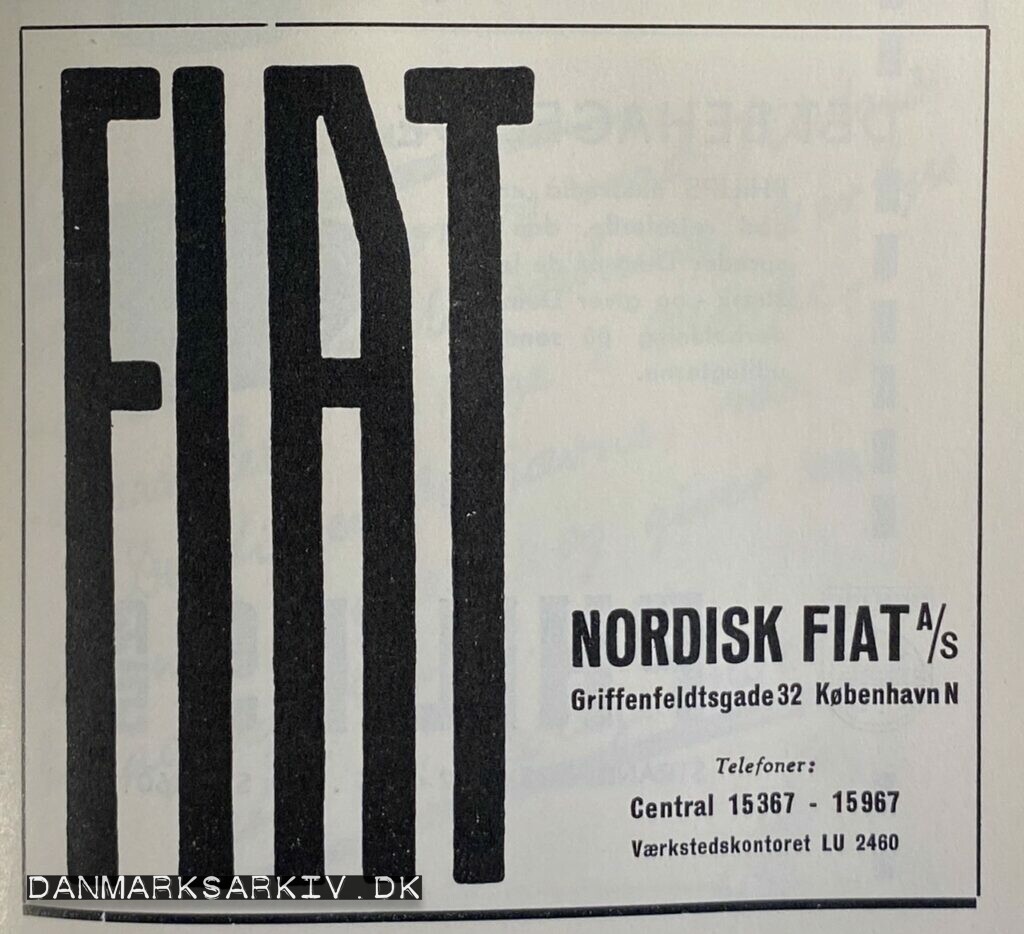 FIAT
NORDISK FIAT A/S
Griffenfeldtsgade 32 København N
Telefoner:
Central 15367 - 15967
Værkstedskontoret LU 2460
DANMARKSARKIV.DK